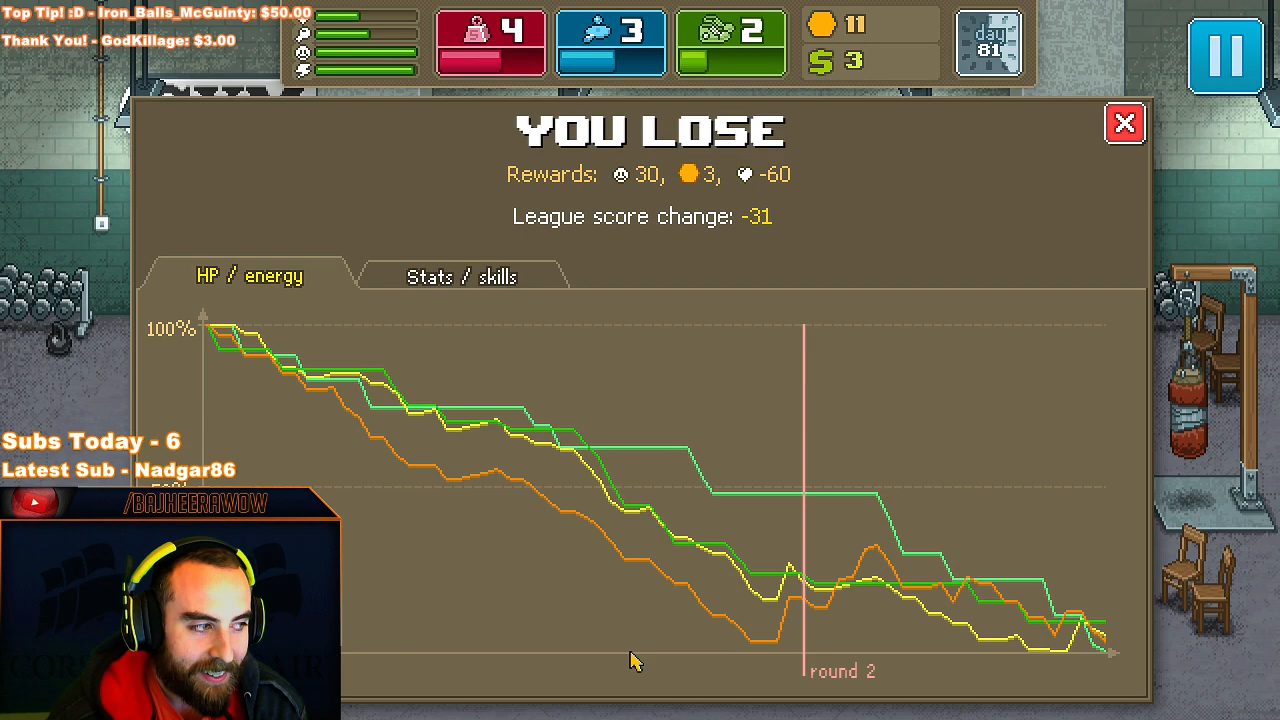 Top Tip! :D - Iron_Balls_McGuinty: $50.00
Thank You! - GodKillage: $3.00
4
3
2
11
$ 3
day
81
YOU LOSE
Rewards: 30, 3, -60
League score change: -31
HP / energy
Stats / skills
100%
Subs Today - 6
Latest Sub - Nadgar86
/BAJHEERAWOW
round 2